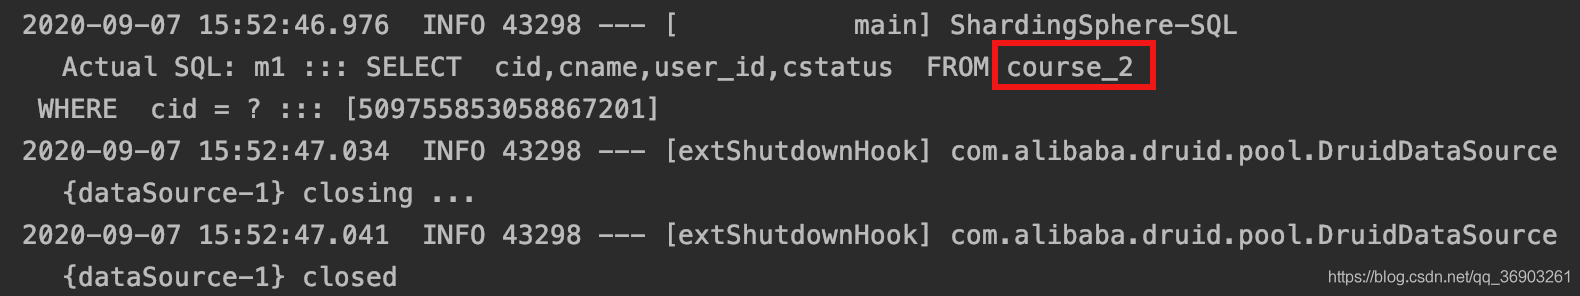 2020-09-07 15:52:46.976  INFO 43298 --- [           main] ShardingSphere-SQL
Actual SQL: m1 ::: SELECT  cid,cname,user_id,cstatus  FROM course_2
WHERE  cid = ? ::: [509755853058867201]
2020-09-07 15:52:47.034  INFO 43298 --- [extShutdownHook] com.alibaba.druid.pool.DruidDataSource
{dataSource-1} closing ...
2020-09-07 15:52:47.041  INFO 43298 --- [extShutdownHook] com.alibaba.druid.pool.DruidDataSource
{dataSource-1} closed
https://blog.csdn.net/qq_36903261